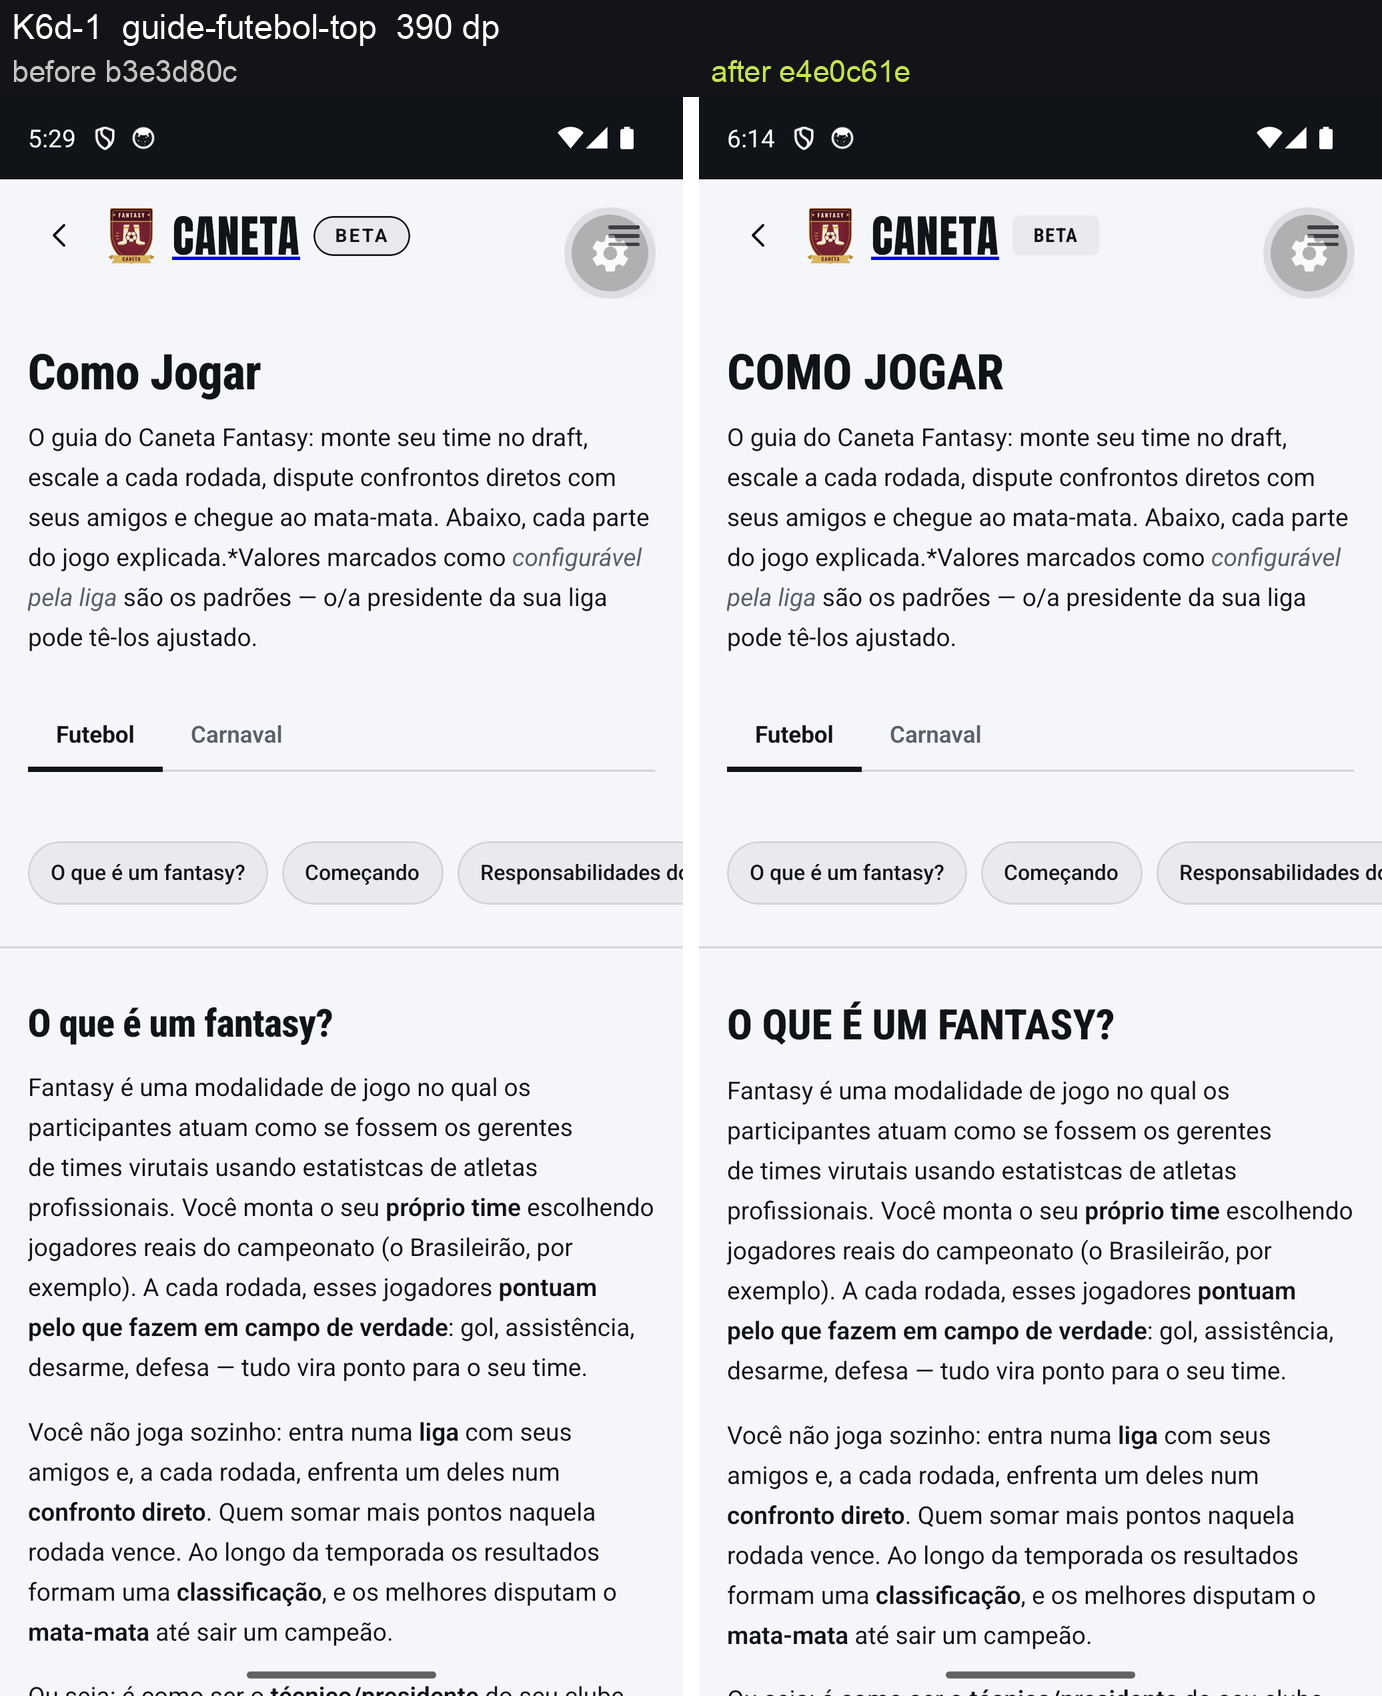 K6d-1 guide-futebol-top 390 dp
before b3e3d80c
after e4e0c61e
5:29
FANTASY
CANETA
CANETA
BETA
Como Jogar
O guia do Caneta Fantasy: monte seu time no draft,
escale a cada rodada, dispute confrontos diretos com
seus amigos e chegue ao mata-mata. Abaixo, cada parte
do jogo explicada.*Valores marcados como configurável
pela liga são os padrões — o/a presidente da sua liga
pode tê-los ajustado.
Futebol
Carnaval
O que é um fantasy?
Começando
Responsabilidades do
O que é um fantasy?
Fantasy é uma modalidade de jogo no qual os
participantes atuam como se fossem os gerentes
de times virutais usando estatistcas de atletas
profissionais. Você monta o seu próprio time escolhendo
jogadores reais do campeonato (o Brasileirão, por
exemplo). A cada rodada, esses jogadores pontuam
pelo que fazem em campo de verdade: gol, assistência,
desarme, defesa — tudo vira ponto para o seu time.
Você não joga sozinho: entra numa liga com seus
amigos e, a cada rodada, enfrenta um deles num
confronto direto. Quem somar mais pontos naquela
rodada vence. Ao longo da temporada os resultados
formam uma classificação, e os melhores disputam o
mata-mata até sair um campeão.
Ou seja: é como ser o técnico/presidente do seu clube
6:14
FANTASY
CANETA
CANETA
BETA
COMO JOGAR
O guia do Caneta Fantasy: monte seu time no draft,
escale a cada rodada, dispute confrontos diretos com
seus amigos e chegue ao mata-mata. Abaixo, cada parte
do jogo explicada.*Valores marcados como configurável
pela liga são os padrões — o/a presidente da sua liga
pode tê-los ajustado.
Futebol
Carnaval
O que é um fantasy?
Começando
Responsabilidades do
O QUE É UM FANTASY?
Fantasy é uma modalidade de jogo no qual os
participantes atuam como se fossem os gerentes
de times virutais usando estatistcas de atletas
profissionais. Você monta o seu próprio time escolhendo
jogadores reais do campeonato (o Brasileirão, por
exemplo). A cada rodada, esses jogadores pontuam
pelo que fazem em campo de verdade: gol, assistência,
desarme, defesa — tudo vira ponto para o seu time.
Você não joga sozinho: entra numa liga com seus
amigos e, a cada rodada, enfrenta um deles num
confronto direto. Quem somar mais pontos naquela
rodada vence. Ao longo da temporada os resultados
formam uma classificação, e os melhores disputam o
mata-mata até sair um campeão.